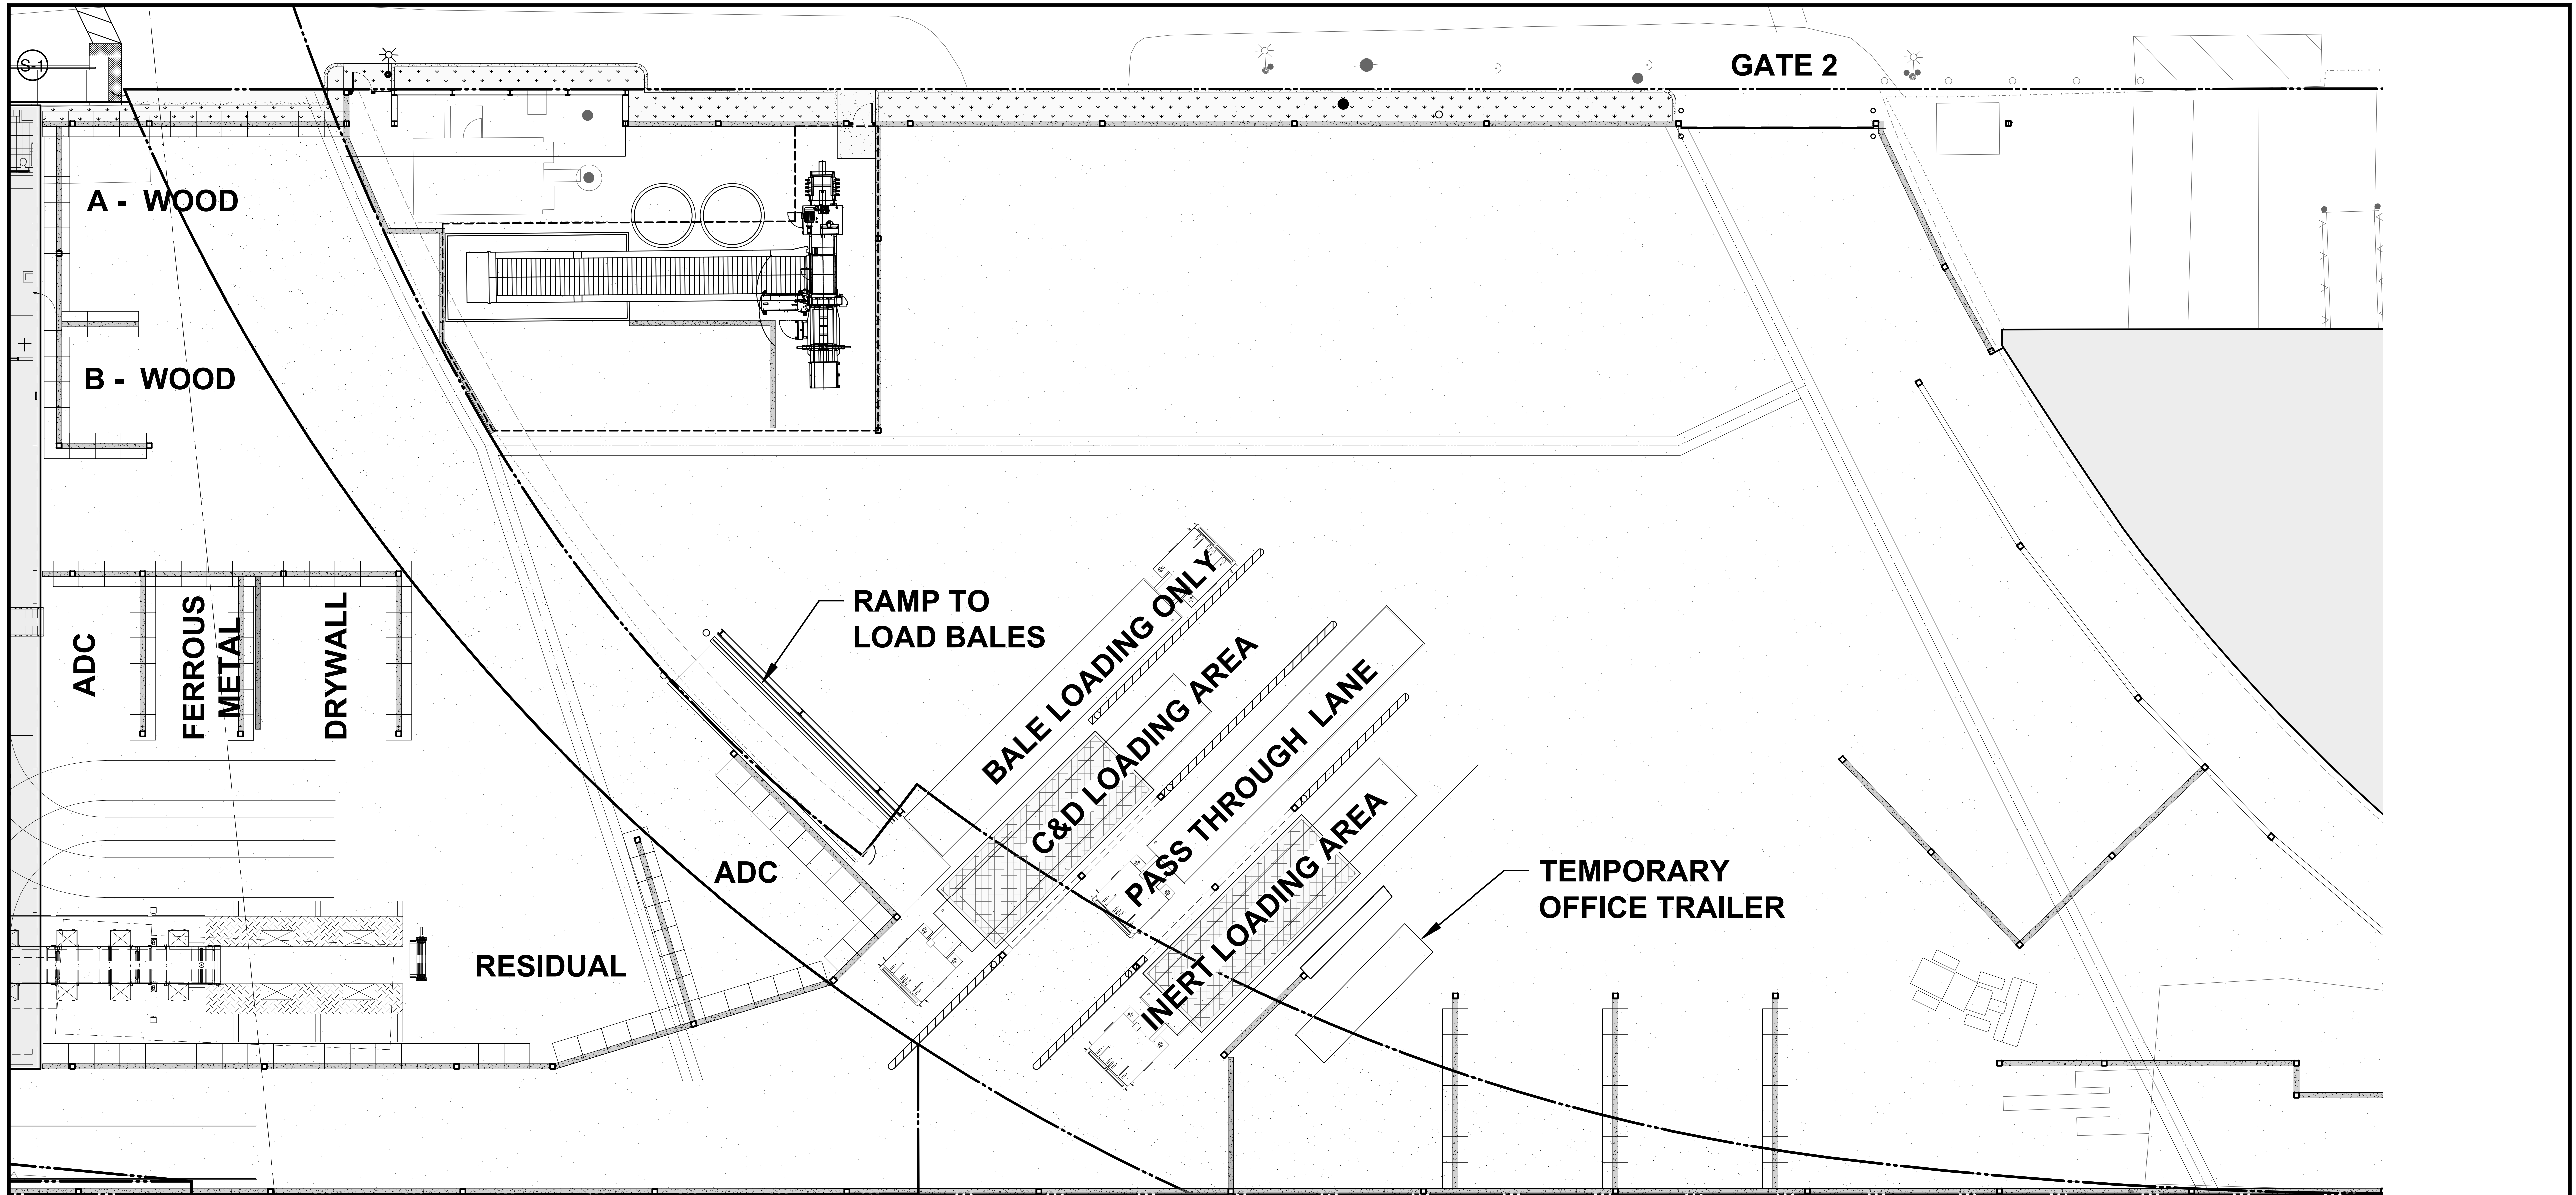 GATE 2
S-1
A - WOOD
B - WOOD
RAMP TO
LOAD BALES
BALE LOADING ONLY
C&D LOADING AREA
PASS THROUGH LANE
INERT LOADING AREA
ADC
FERROUS
METAL
DRYWALL
ADC
TEMPORARY
OFFICE TRAILER
RESIDUAL